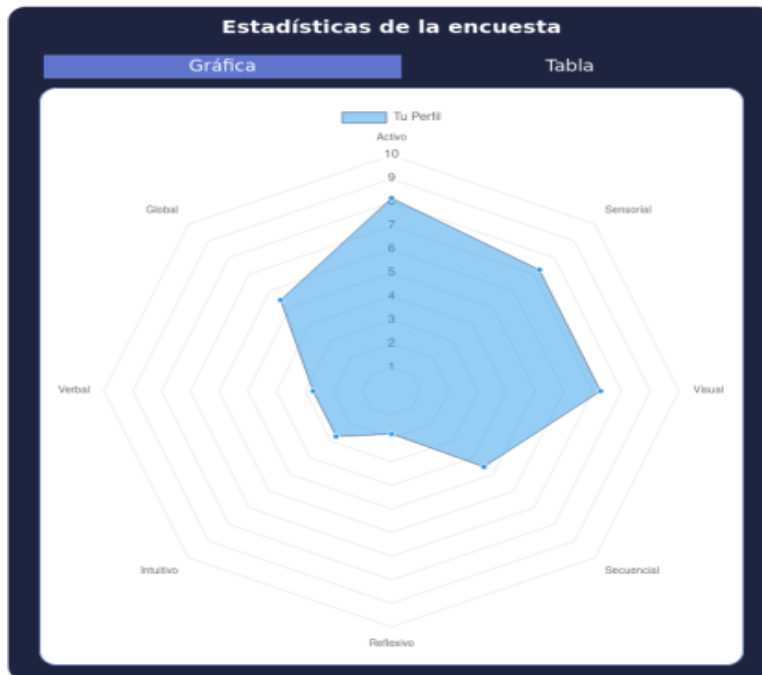 Estadísticas de la encuesta
Gráfica Tabla
Tu Perfil
Activo
10
9
8
7
6
5
4
3
2
1
Global Sensorial
Verbal Visual
Intuitivo Secuencial
Reflexivo